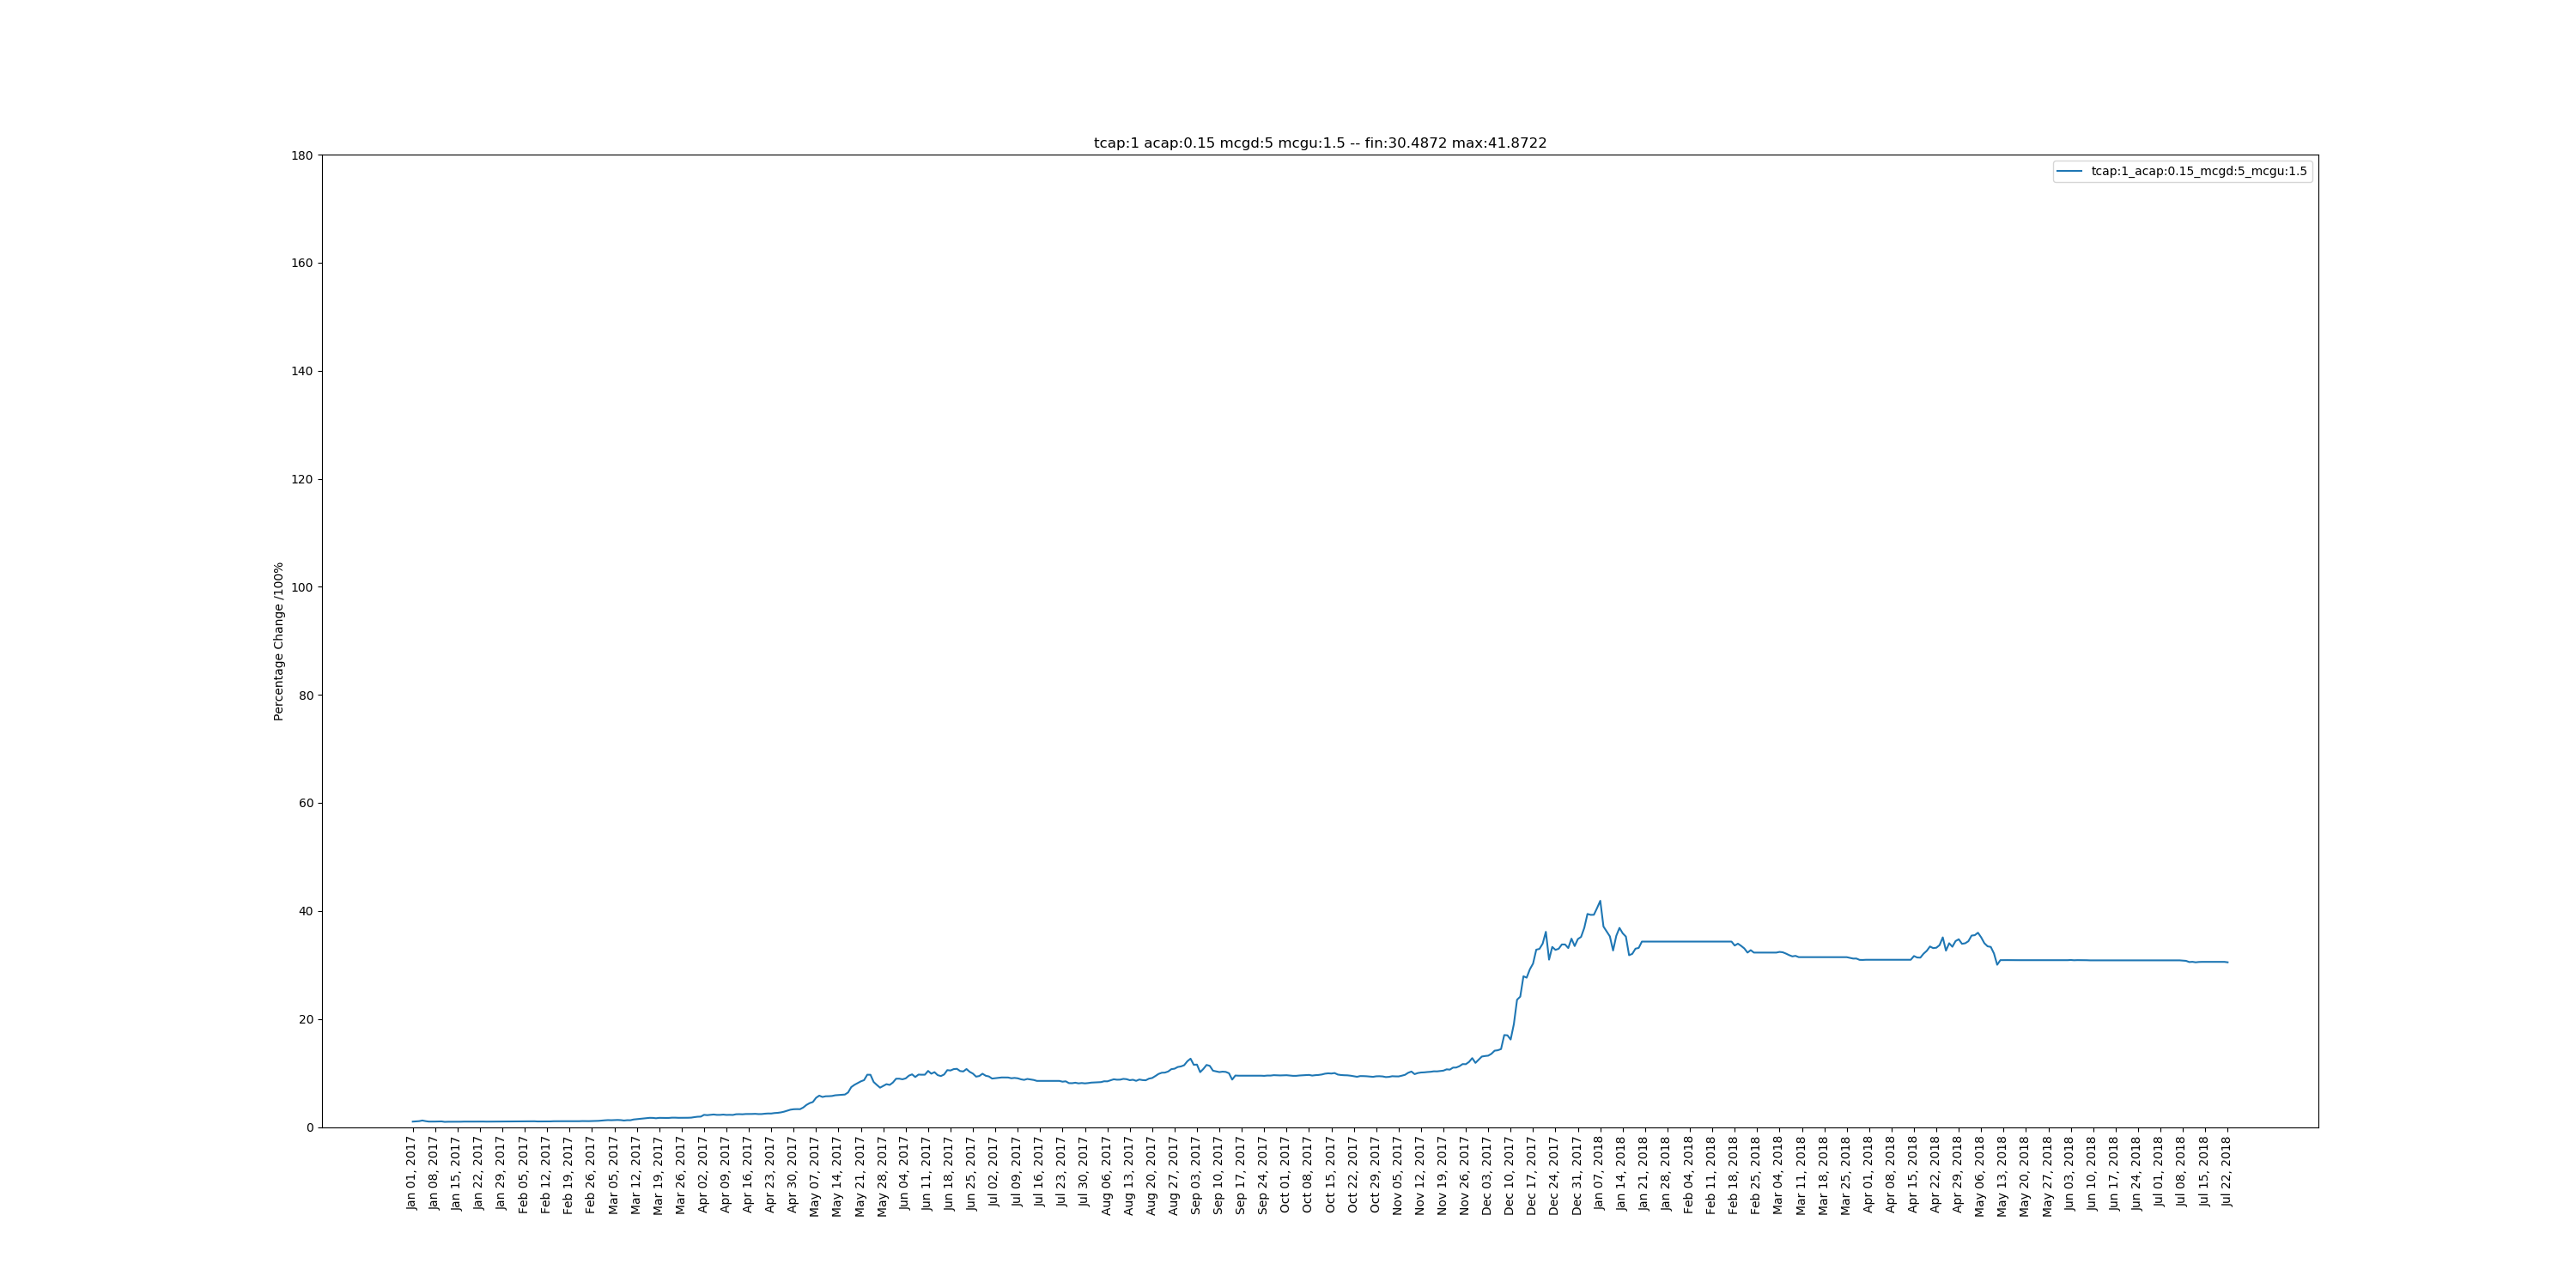 tcap:1 acap:0.15 mcgd:5 mcgu:1.5 -- fin:30.4872 max:41.8722
tcap:1_acap:0.15_mcgd:5_mcgu:1.5
Percentage Change /100%
180
160
140
120
100
80
60
40
20
0
Jan 01, 2017
Jan 08, 2017
Jan 15, 2017
Jan 22, 2017
Jan 29, 2017
Feb 05, 2017
Feb 12, 2017
Feb 19, 2017
Feb 26, 2017
Mar 05, 2017
Mar 12, 2017
Mar 19, 2017
Mar 26, 2017
Apr 02, 2017
Apr 09, 2017
Apr 16, 2017
Apr 23, 2017
Apr 30, 2017
May 07, 2017
May 14, 2017
May 21, 2017
May 28, 2017
Jun 04, 2017
Jun 11, 2017
Jun 18, 2017
Jun 25, 2017
Jul 02, 2017
Jul 09, 2017
Jul 16, 2017
Jul 23, 2017
Jul 30, 2017
Aug 06, 2017
Aug 13, 2017
Aug 20, 2017
Aug 27, 2017
Sep 03, 2017
Sep 10, 2017
Sep 17, 2017
Sep 24, 2017
Oct 01, 2017
Oct 08, 2017
Oct 15, 2017
Oct 22, 2017
Oct 29, 2017
Nov 05, 2017
Nov 12, 2017
Nov 19, 2017
Nov 26, 2017
Dec 03, 2017
Dec 10, 2017
Dec 17, 2017
Dec 24, 2017
Dec 31, 2017
Jan 07, 2018
Jan 14, 2018
Jan 21, 2018
Jan 28, 2018
Feb 04, 2018
Feb 11, 2018
Feb 18, 2018
Feb 25, 2018
Mar 04, 2018
Mar 11, 2018
Mar 18, 2018
Mar 25, 2018
Apr 01, 2018
Apr 08, 2018
Apr 15, 2018
Apr 22, 2018
Apr 29, 2018
May 06, 2018
May 13, 2018
May 20, 2018
May 27, 2018
Jun 03, 2018
Jun 10, 2018
Jun 17, 2018
Jun 24, 2018
Jul 01, 2018
Jul 08, 2018
Jul 15, 2018
Jul 22, 2018